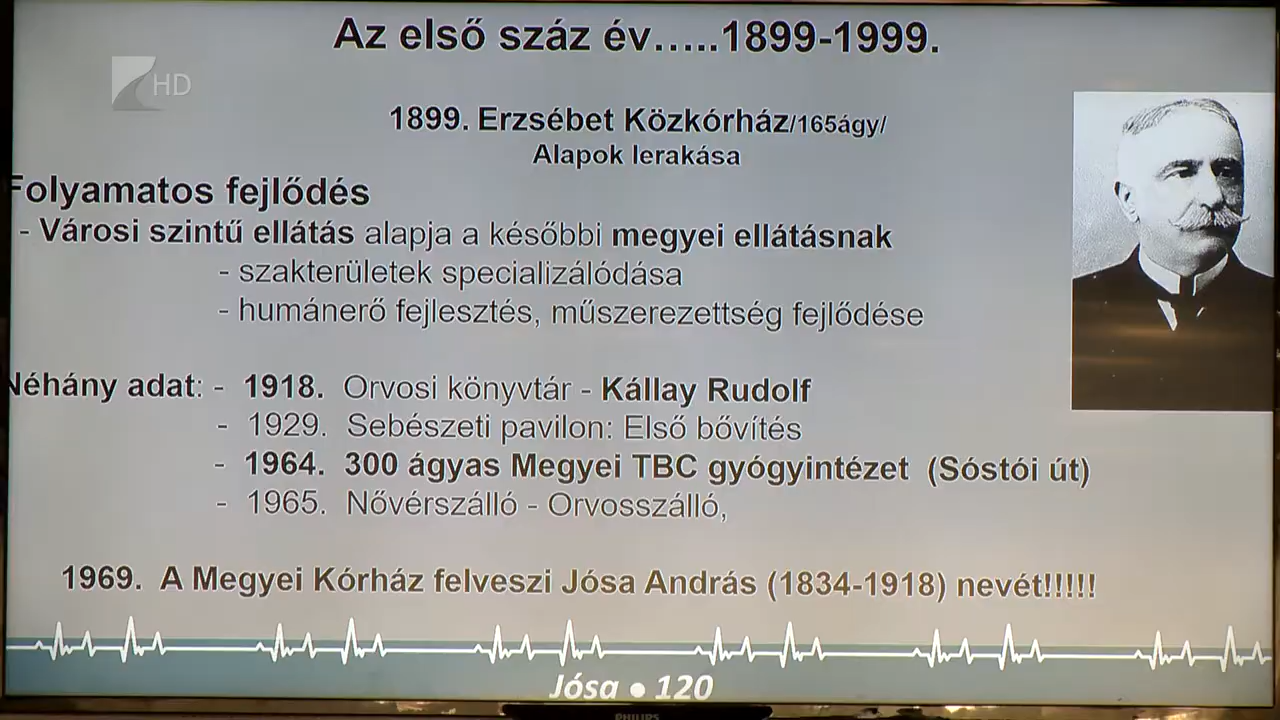 Az első száz év.....1899-1999.
HD
1899. Erzsébet Közkórház/165ágy/
Alapok lerakása
Folyamatos fejlődés
- Városi szintű ellátás alapja a későbbi megyei ellátásnak
- szakterületek specializálódása
- humánerő fejlesztés, műszerezettség fejlődése
Néhány adat: - 1918. Orvosi könyvtár - Kállay Rudolf
- 1929. Sebészeti pavilon: Első bővítés
- 1964. 300 ágyas Megyei TBC gyógyintézet (Sóstói út)
- 1965. Nővérszálló - Orvosszálló,
1969. A Megyei Kórház felveszi Jósa András (1834-1918) nevét!!!!!
Jósa • 120
PHILIPS